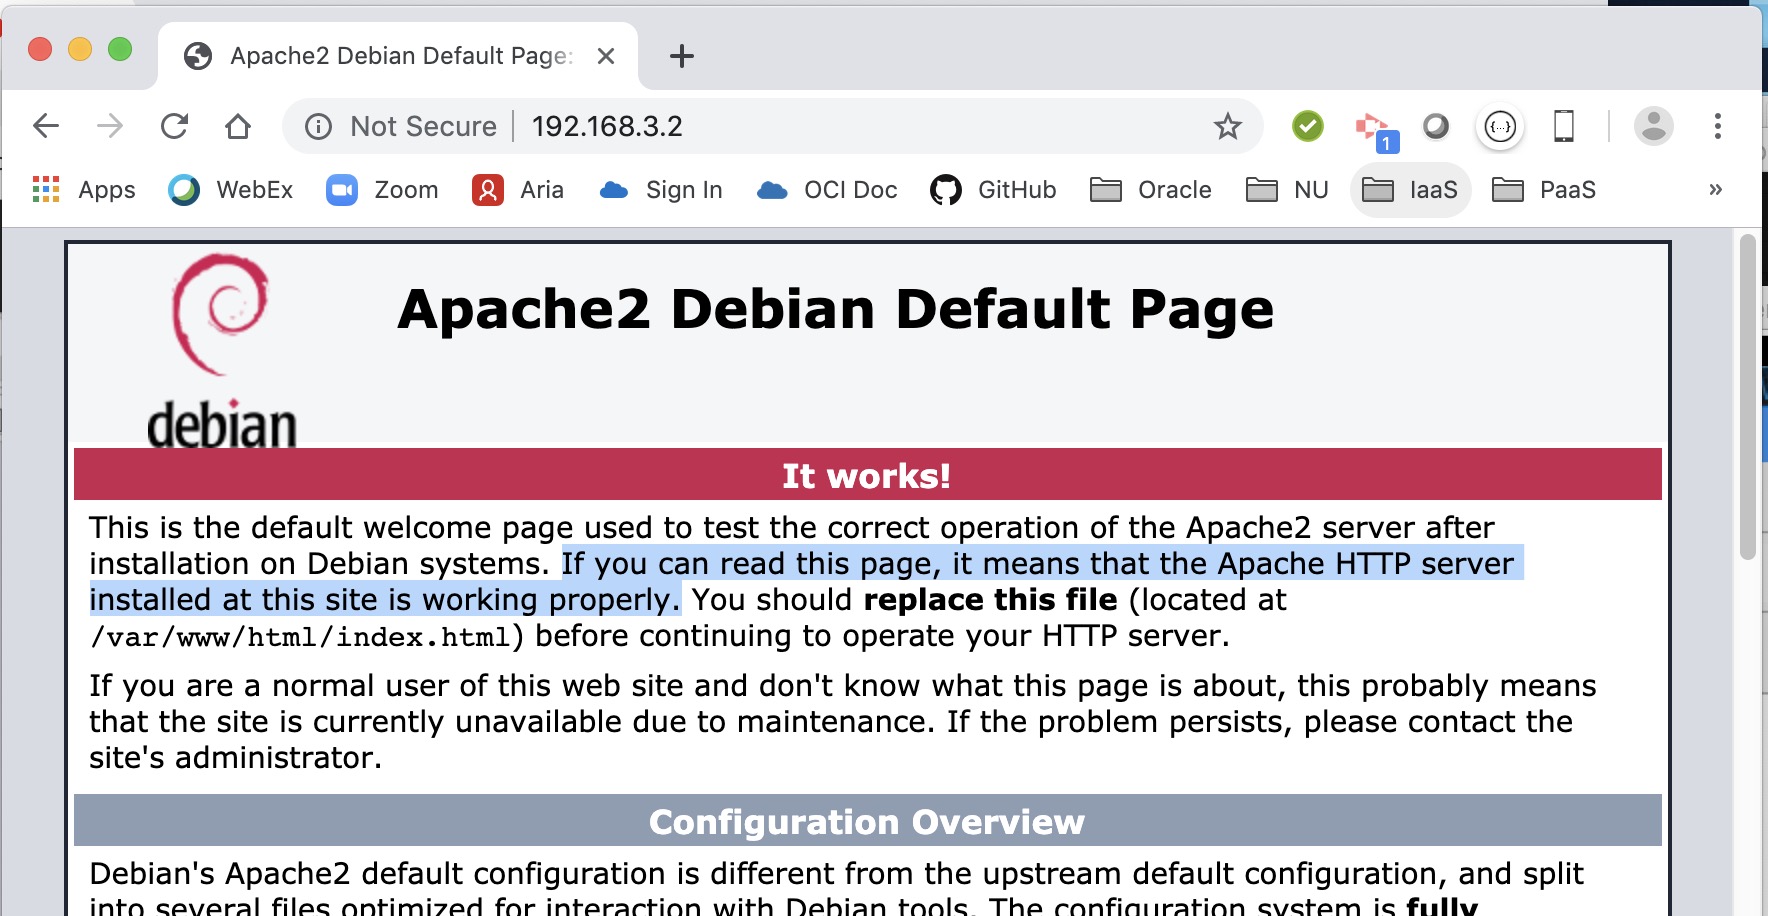 Apache2 Debian Default Page:
Not Secure 192.168.3.2
1
Apps WebEx Zoom Aria Sign In OCI Doc GitHub Oracle NU IaaS PaaS »
debian
Apache2 Debian Default Page
It works!
This is the default welcome page used to test the correct operation of the Apache2 server after
installation on Debian systems. If you can read this page, it means that the Apache HTTP server
installed at this site is working properly. You should replace this file (located at
/var/www/html/index.html) before continuing to operate your HTTP server.
If you are a normal user of this web site and don't know what this page is about, this probably means
that the site is currently unavailable due to maintenance. If the problem persists, please contact the
site's administrator.
Configuration Overview
Debian's Apache2 default configuration is different from the upstream default configuration, and split
into several files optimized for interaction with Debian tools. The configuration system is fully